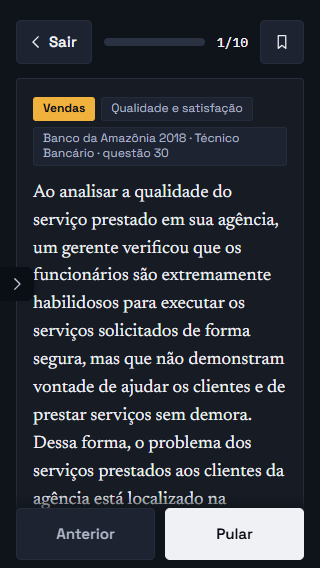 Sair
1/10
Vendas
Qualidade e satisfação
Banco da Amazônia 2018 · Técnico
Bancário · questão 30
Ao analisar a qualidade do
serviço prestado em sua agência,
um gerente verificou que os
funcionários são extremamente
habilidosos para executar os
serviços solicitados de forma
segura, mas que não demonstram
vontade de ajudar os clientes e de
prestar serviços sem demora.
Dessa forma, o problema dos
serviços prestados aos clientes da
agência está localizado na
Anterior
Pular